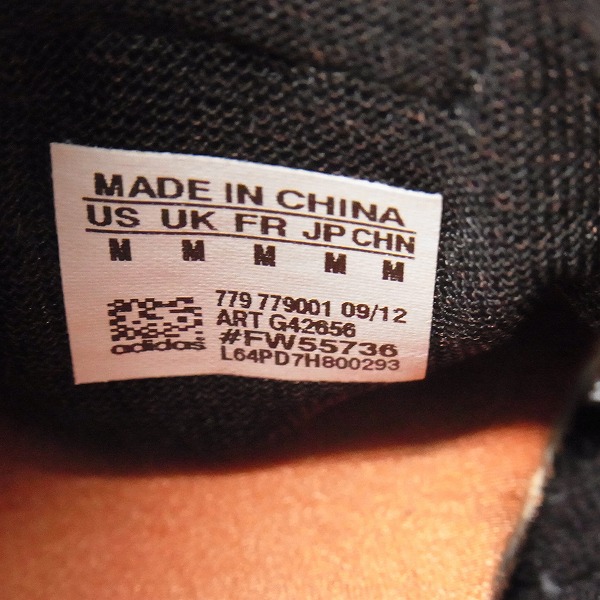 MADE IN CHINA
US UK FR JP CHN
M M M M M
779 779001 09/12
ART G42656
#FW55736
adidas
L64PD7H800293